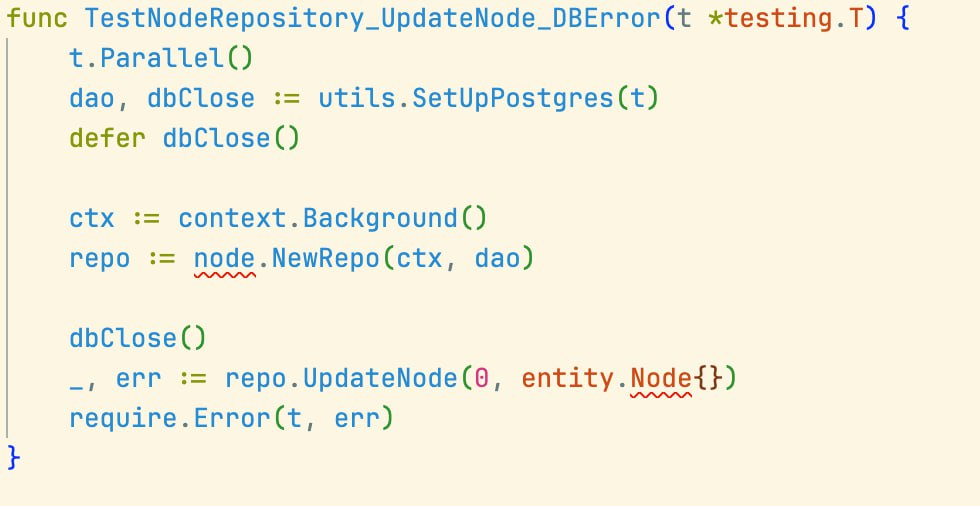 func TestNodeRepository_UpdateNode_DBError(t *testing.T) {
    t.Parallel()
    dao, dbClose := utils.SetUpPostgres(t)
    defer dbClose()

    ctx := context.Background()
    repo := node.NewRepo(ctx, dao)

    dbClose()
    _, err := repo.UpdateNode(0, entity.Node{})
    require.Error(t, err)
}